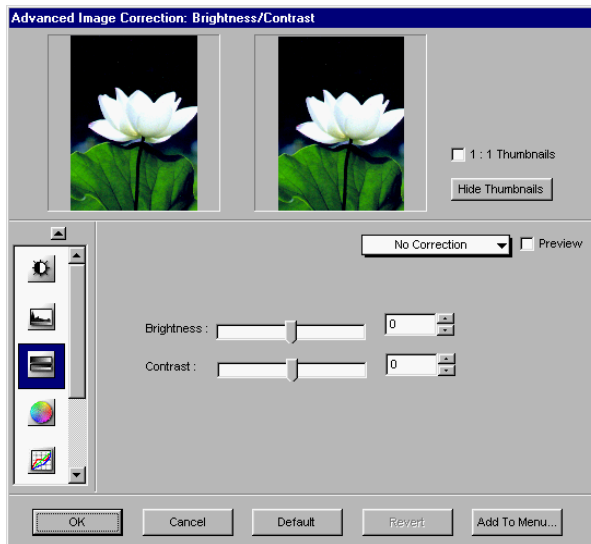 Advanced Image Correction: Brightness/Contrast
1 : 1 Thumbnails
Hide Thumbnails
No Correction
Preview
Brightness :
0
Contrast :
0
OK
Cancel
Default
Revert
Add To Menu...